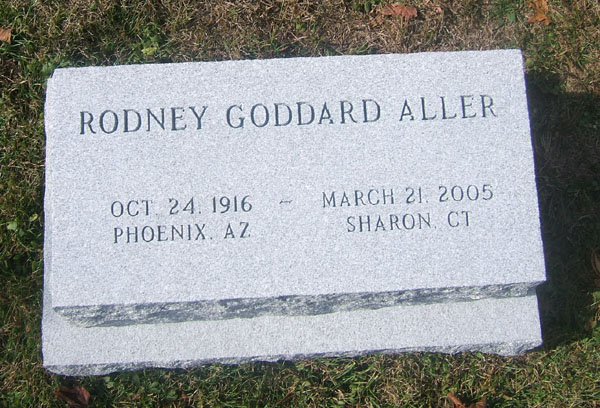 RODNEY GODDARD ALLER
OCT. 24, 1916 ~ MARCH 21, 2005
PHOENIX, AZ SHARON, CT